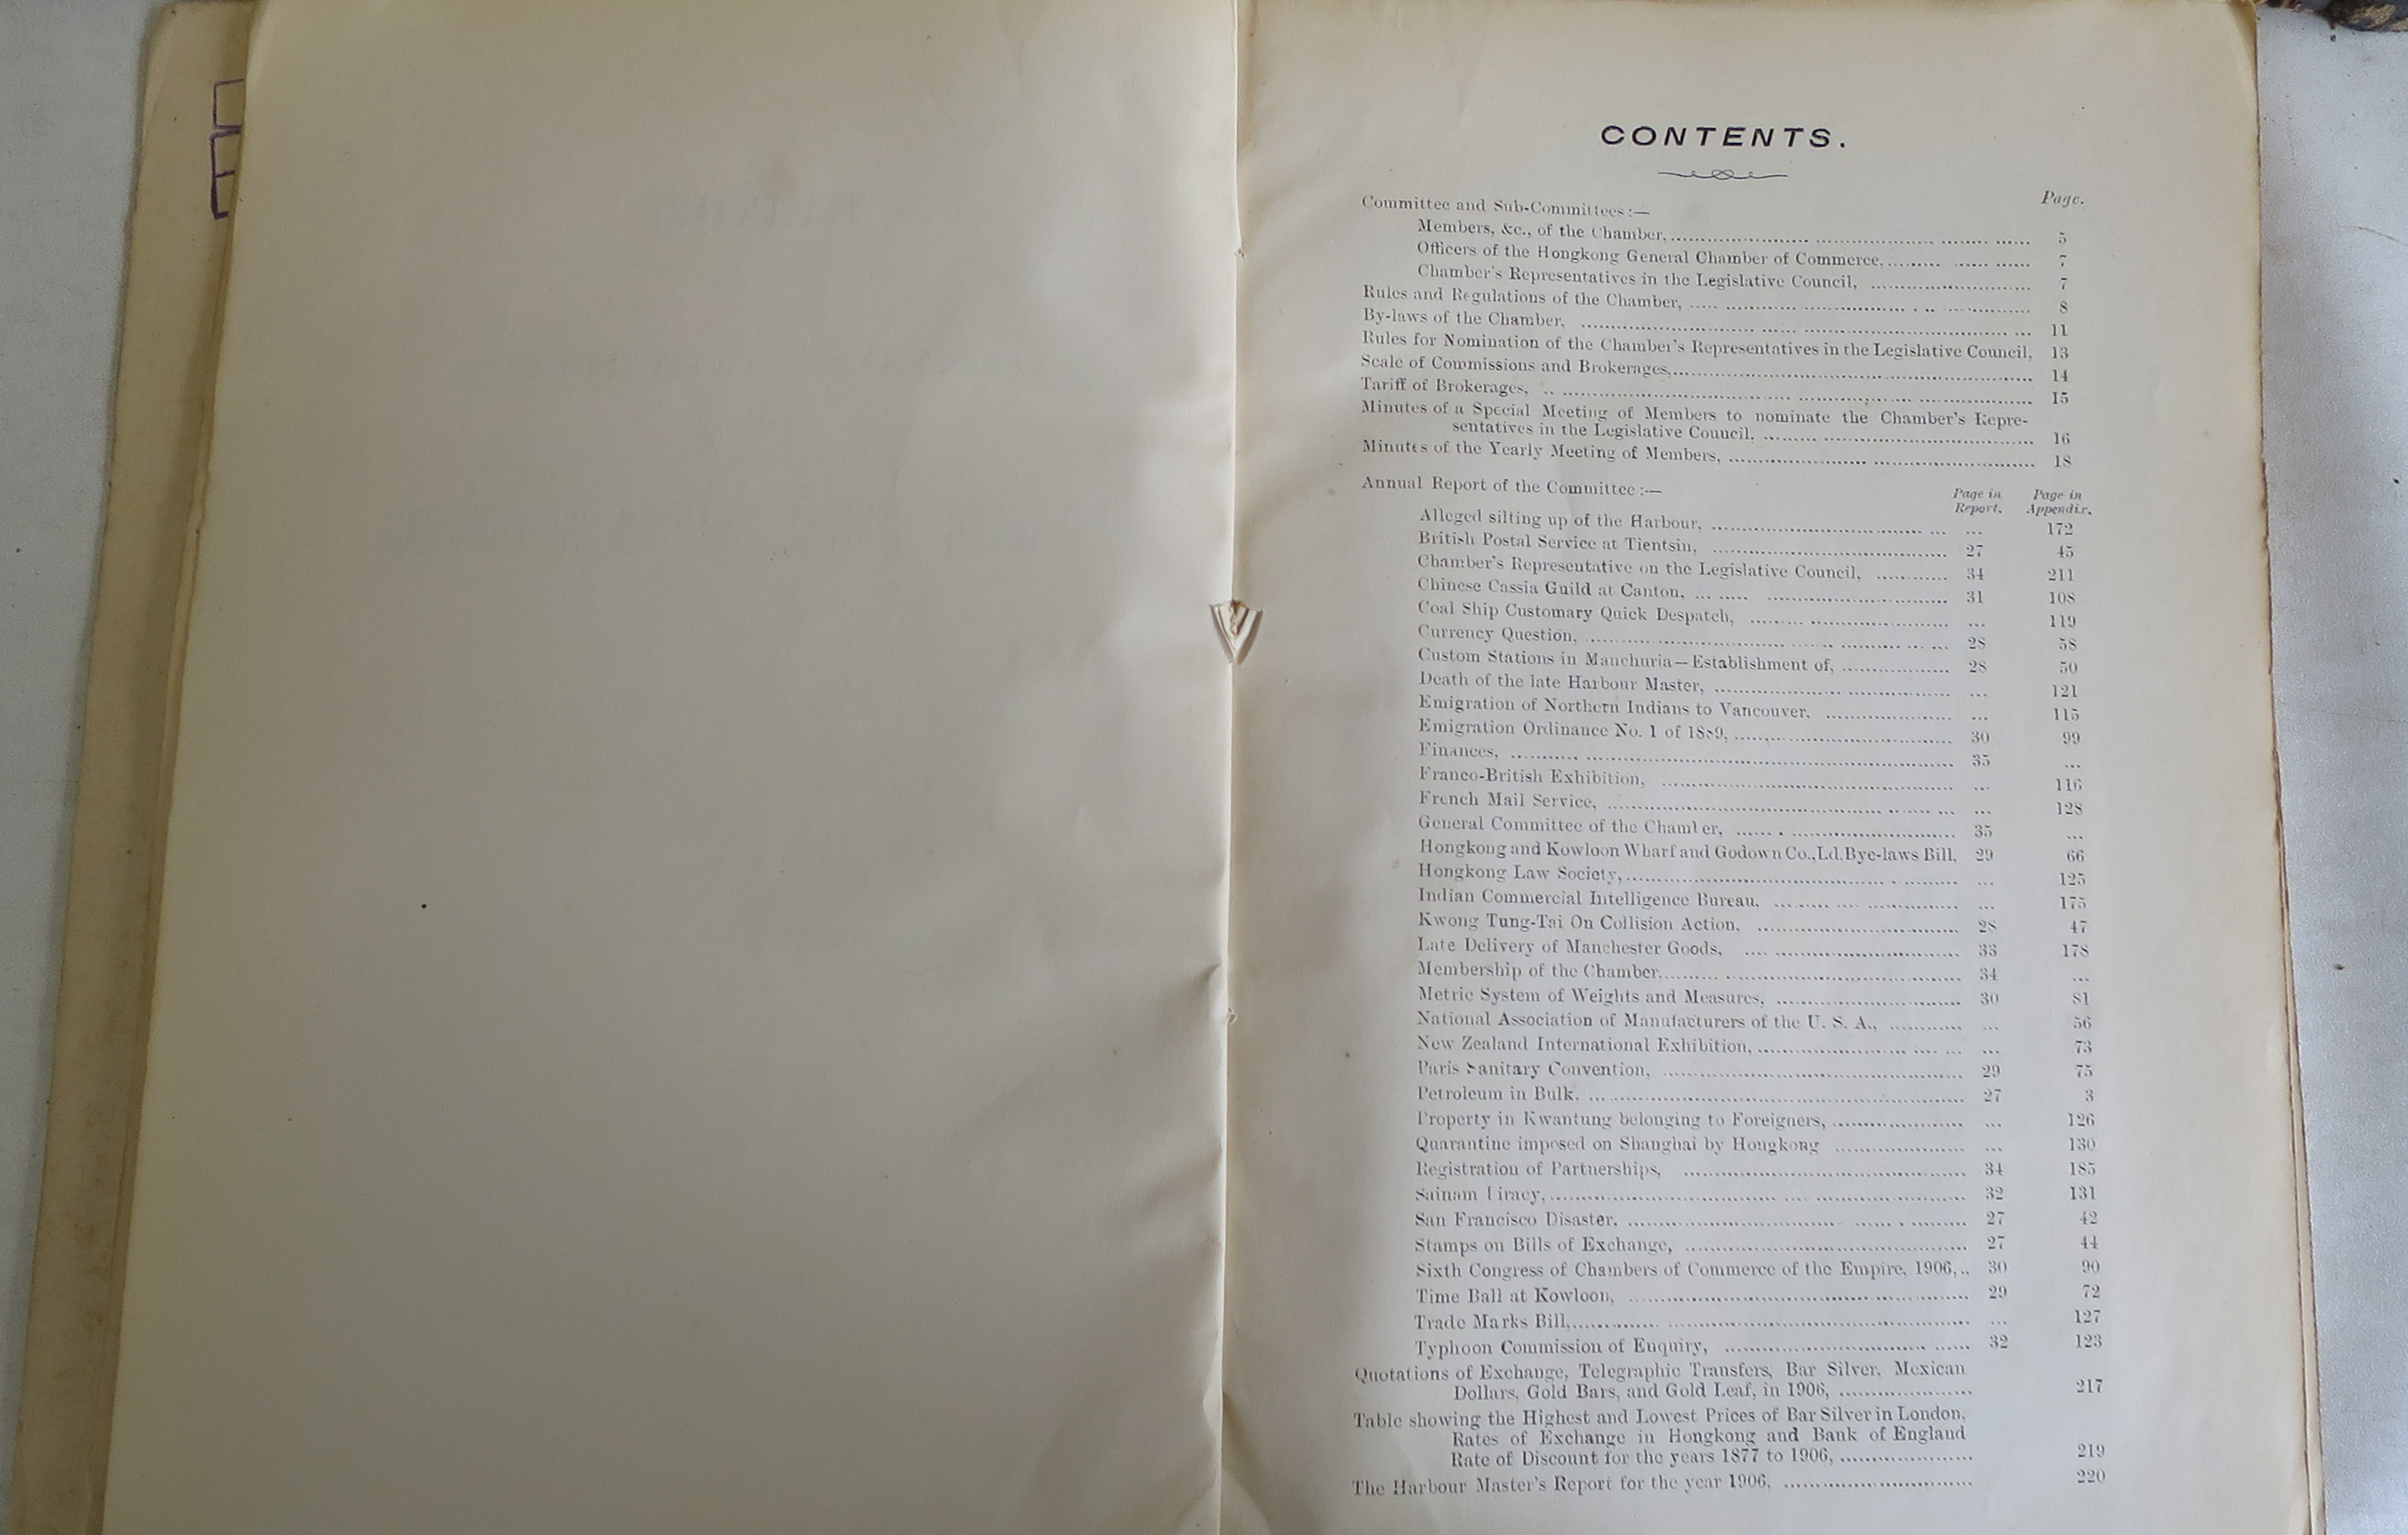 CONTENTS.
Page.
Committee and Sub-Committees :—
Members, &c., of the Chamber, 5
Officers of the Hongkong General Chamber of Commerce, 7
Chamber's Representatives in the Legislative Council, 7
Rules and Regulations of the Chamber, 8
By-laws of the Chamber, 11
Rules for Nomination of the Chamber's Representatives in the Legislative Council, 13
Scale of Commissions and Brokerages, 14
Tariff of Brokerages, 15
Minutes of a Special Meeting of Members to nominate the Chamber's Repre-
sentatives in the Legislative Council, 16
Minutes of the Yearly Meeting of Members, 18
Annual Report of the Committee :— Page in Report. Page in Appendix.
Alleged silting up of the Harbour, ... 172
British Postal Service at Tientsin, 27 45
Chamber's Representative on the Legislative Council, 34 211
Chinese Cassia Guild at Canton, 31 108
Coal Ship Customary Quick Despatch, ... 119
Currency Question, 28 58
Custom Stations in Manchuria—Establishment of, 28 50
Death of the late Harbour Master, ... 121
Emigration of Northern Indians to Vancouver, ... 115
Emigration Ordinance No. 1 of 1889, 30 99
Finances, 35 ...
Franco-British Exhibition, ... 116
French Mail Service, ... 128
General Committee of the Chamber, 35 ...
Hongkong and Kowloon Wharf and Godown Co., Ld. Bye-laws Bill, 29 66
Hongkong Law Society, ... 125
Indian Commercial Intelligence Bureau, ... 175
Kwong Tung-Tai On Collision Action, 28 47
Late Delivery of Manchester Goods, 33 178
Membership of the Chamber, 34 ...
Metric System of Weights and Measures, 30 81
National Association of Manufacturers of the U. S. A., ... 56
New Zealand International Exhibition, ... 73
Paris Sanitary Convention, 29 75
Petroleum in Bulk. 27 3
Property in Kwantung belonging to Foreigners, ... 126
Quarantine imposed on Shanghai by Hongkong ... 130
Registration of Partnerships, 34 185
Sainam Piracy, 32 131
San Francisco Disaster, 27 42
Stamps on Bills of Exchange, 27 44
Sixth Congress of Chambers of Commerce of the Empire, 1906, 30 90
Time Ball at Kowloon, 29 72
Trade Marks Bill, ... 127
Typhoon Commission of Enquiry, 32 123
Quotations of Exchange, Telegraphic Transfers, Bar Silver, Mexican
Dollars, Gold Bars, and Gold Leaf, in 1906, 217
Table showing the Highest and Lowest Prices of Bar Silver in London,
Rates of Exchange in Hongkong and Bank of England
Rate of Discount for the years 1877 to 1906, 219
The Harbour Master's Report for the year 1906, 220